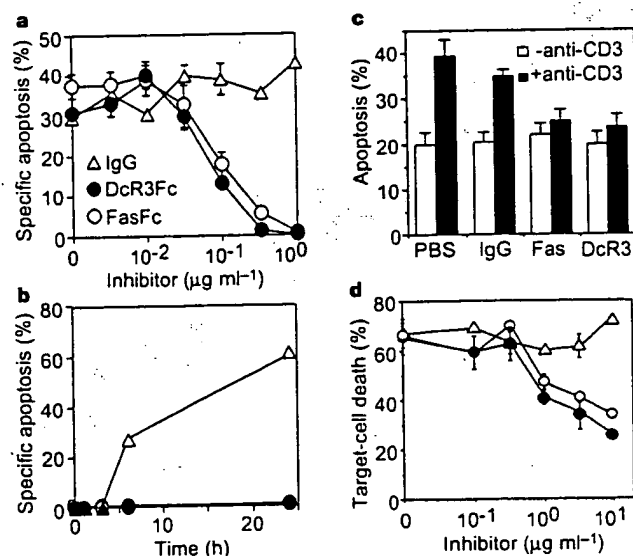 a
Specific apoptosis (%)
50
40
30
20
10
0
IgG
DcR3Fc
FasFc
0 10⁻² 10⁻¹ 10⁰
Inhibitor (µg ml⁻¹)
b
Specific apoptosis (%)
80
60
40
20
0
0 10 20
Time (h)
c
Apoptosis (%)
40
30
20
10
0
-anti-CD3
+anti-CD3
PBS IgG Fas DcR3
d
Target-cell death (%)
80
60
40
20
0
0 10⁻¹ 10⁰ 10¹
Inhibitor (µg ml⁻¹)